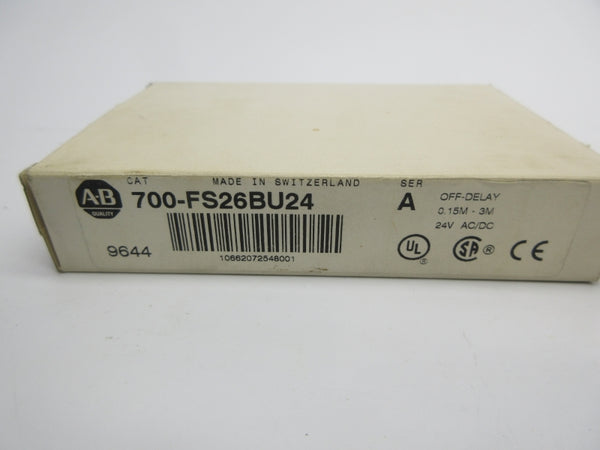 CAT MADE IN SWITZERLAND SER
A-B QUALITY 700-FS26BU24 A OFF-DELAY
0.15M - 3M
24V AC/DC
9644 10662072548001 UL ® SA ® CE